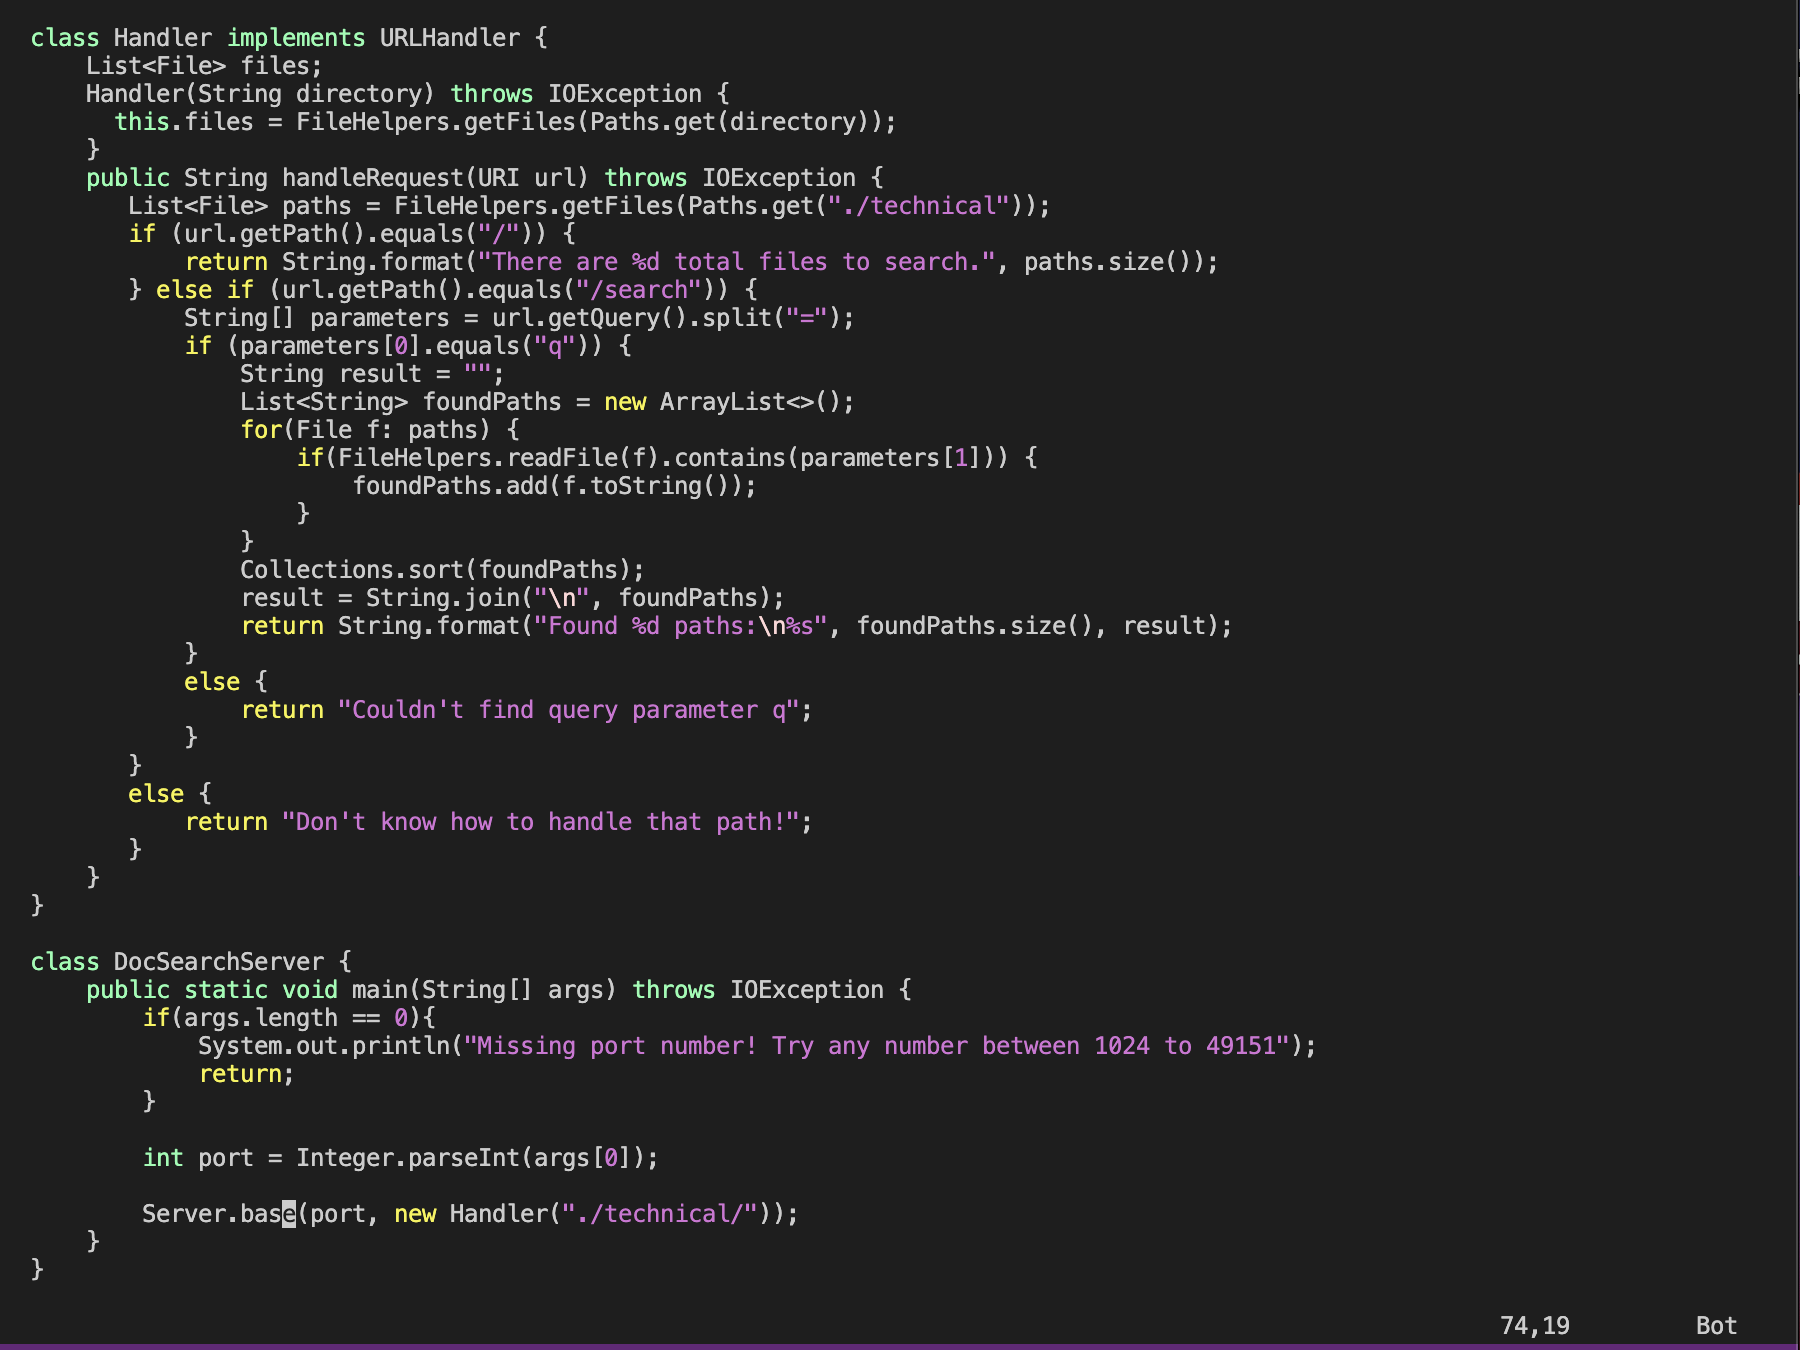 class Handler implements URLHandler {
    List<File> files;
    Handler(String directory) throws IOException {
      this.files = FileHelpers.getFiles(Paths.get(directory));
    }
    public String handleRequest(URI url) throws IOException {
       List<File> paths = FileHelpers.getFiles(Paths.get("./technical"));
       if (url.getPath().equals("/")) {
           return String.format("There are %d total files to search.", paths.size());
       } else if (url.getPath().equals("/search")) {
           String[] parameters = url.getQuery().split("=");
           if (parameters[0].equals("q")) {
               String result = "";
               List<String> foundPaths = new ArrayList<>();
               for(File f: paths) {
                   if(FileHelpers.readFile(f).contains(parameters[1])) {
                       foundPaths.add(f.toString());
                   }
               }
               Collections.sort(foundPaths);
               result = String.join("\n", foundPaths);
               return String.format("Found %d paths:\n%s", foundPaths.size(), result);
           }
           else {
               return "Couldn't find query parameter q";
           }
       }
       else {
           return "Don't know how to handle that path!";
       }
    }
}

class DocSearchServer {
    public static void main(String[] args) throws IOException {
        if(args.length == 0){
            System.out.println("Missing port number! Try any number between 1024 to 49151");
            return;
        }

        int port = Integer.parseInt(args[0]);

        Server.base(port, new Handler("./technical/"));
    }
}
74,19 Bot